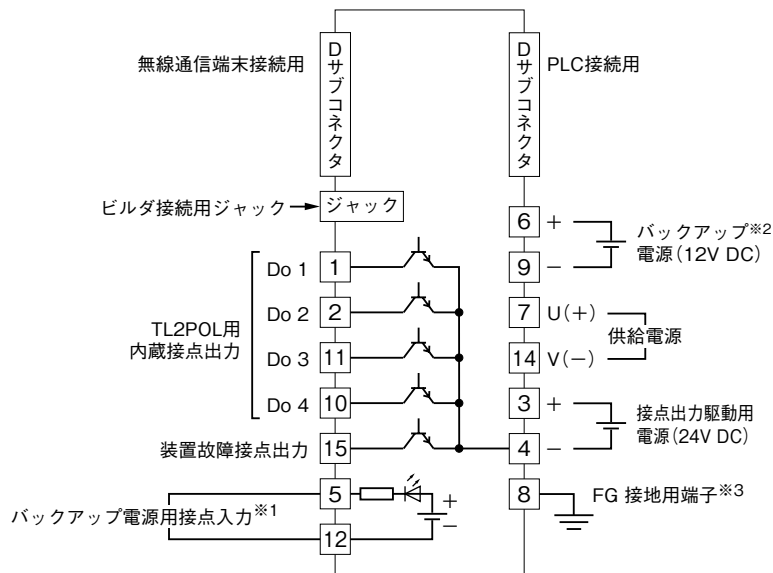 無線通信端末接続用
Dサブコネクタ
Dサブコネクタ
PLC接続用
ビルダ接続用ジャック
ジャック
6 +
バックアップ※2
電源(12V DC)
9 −
TL2POL用
内蔵接点出力
Do 1 1
Do 2 2
Do 3 11
Do 4 10
7 U(+)
供給電源
14 V(−)
3 +
接点出力駆動用
電源(24V DC)
4 −
装置故障接点出力 15
バックアップ電源用接点入力※1
5
+
−
12
8
FG 接地用端子※3